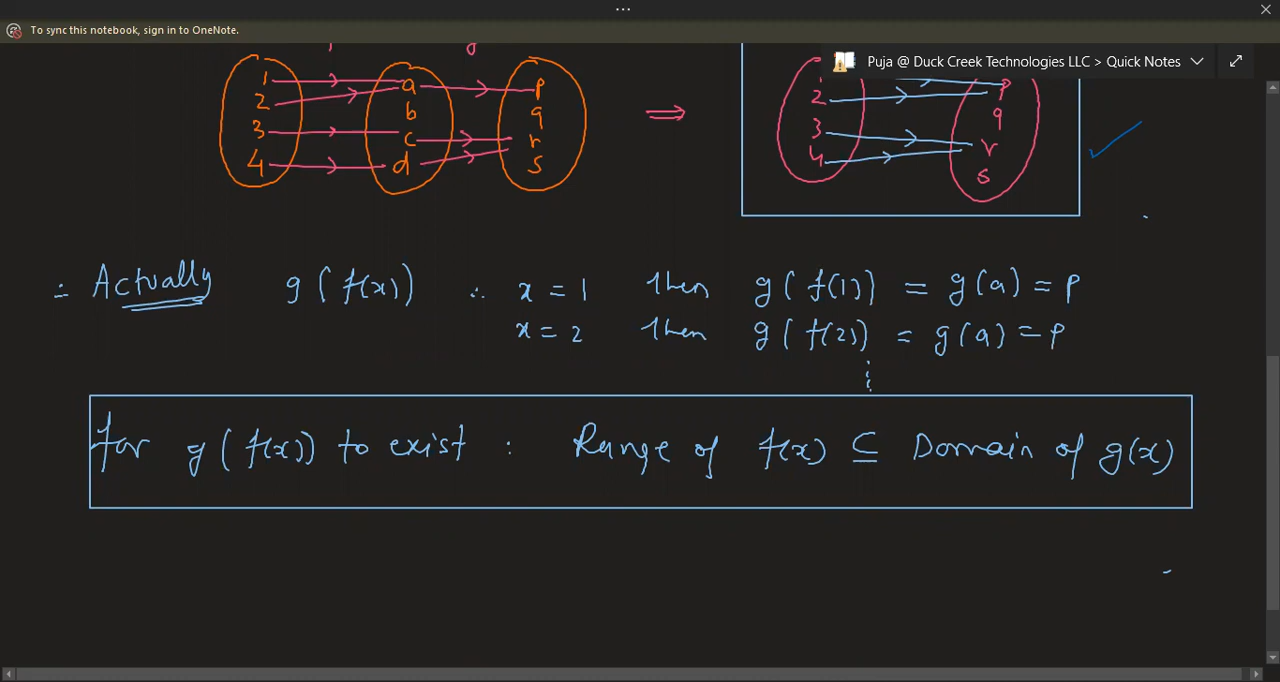 To sync this notebook, sign in to OneNote.
Puja @ Duck Creek Technologies LLC > Quick Notes
1 a p
2 b q
3 c r
4 d s
⇒
2 p
3 q
4 r
s
∴ Actually g(f(x)) ∴ x = 1 then g(f(1)) = g(a) = p
x = 2 then g(f(2)) = g(a) = p
for g(f(x)) to exist : Range of f(x) ⊆ Domain of g(x)